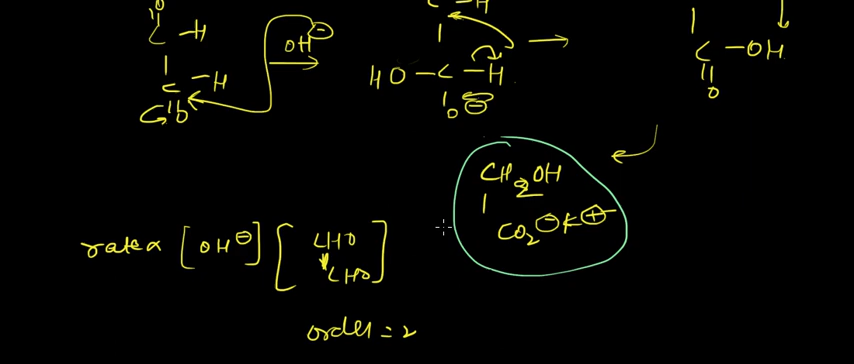 O C H
C – H
C – H
C – H
OH ⊖
C – OH
HO – C – H
C
O
O ⊖
O
CH2OH
CO2 ⊖ K ⊕
rate α [OH ⊖] [CHO
CHO]
order = 2